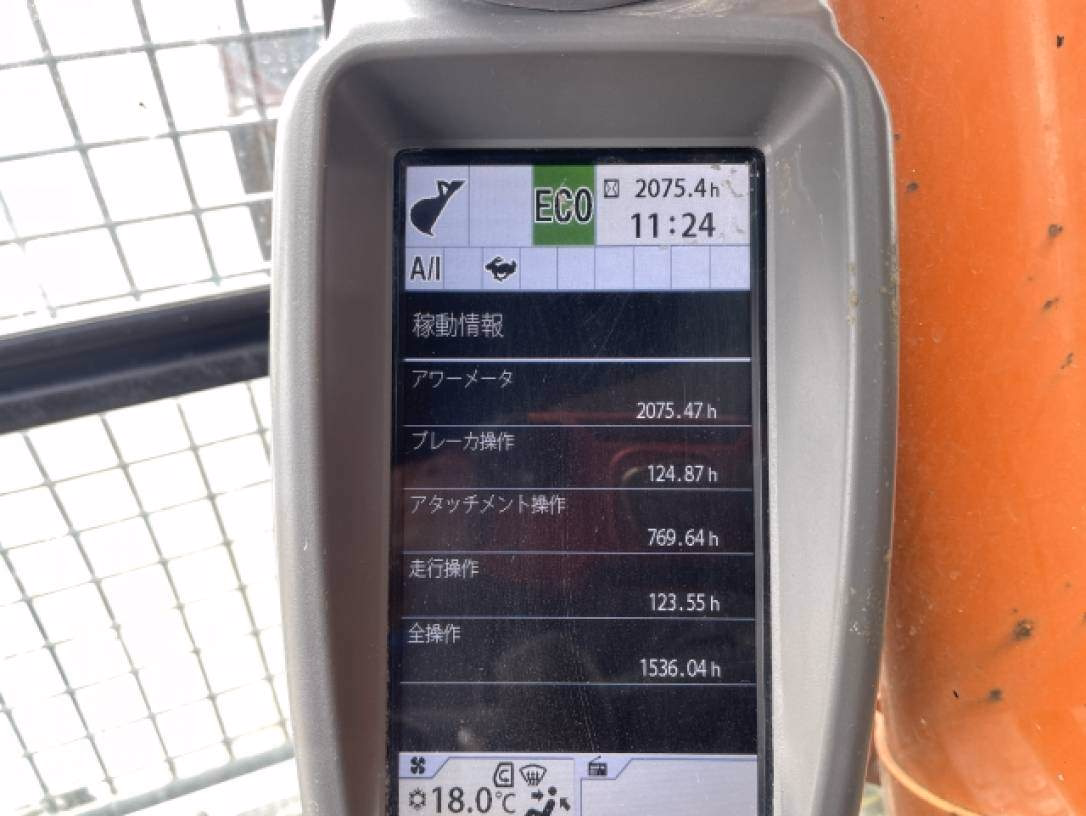 ECO
2075.4h
11:24
A/I
稼動情報
アワーメータ
2075.47h
ブレーカ操作
124.87h
アタッチメント操作
769.64h
走行操作
123.55h
全操作
1536.04h
18.0℃